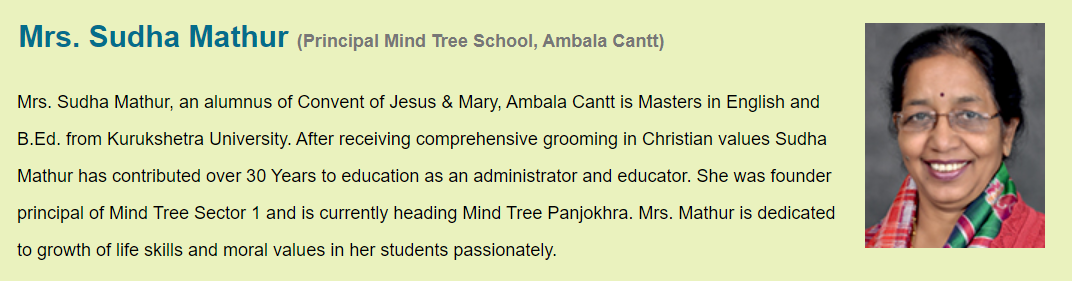 Mrs. Sudha Mathur (Principal Mind Tree School, Ambala Cantt)
Mrs. Sudha Mathur, an alumnus of Convent of Jesus & Mary, Ambala Cantt is Masters in English and
B.Ed. from Kurukshetra University. After receiving comprehensive grooming in Christian values Sudha
Mathur has contributed over 30 Years to education as an administrator and educator. She was founder
principal of Mind Tree Sector 1 and is currently heading Mind Tree Panjokhra. Mrs. Mathur is dedicated
to growth of life skills and moral values in her students passionately.